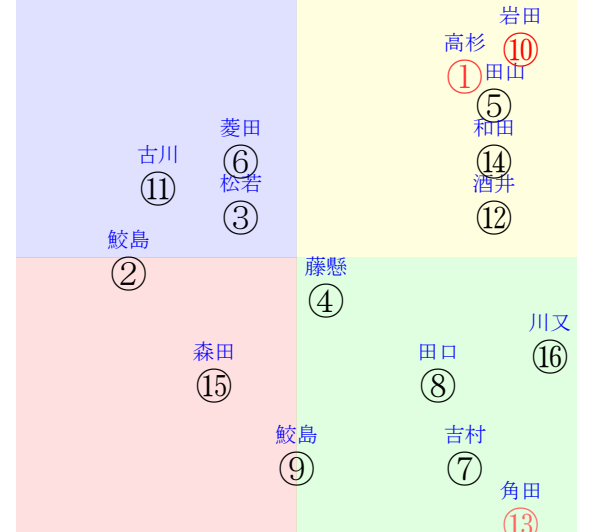 岩田
⑩
高杉
①
田山
⑤
和田
⑭
菱田
⑥
古川
⑪
松若
③
酒井
⑫
鮫島
②
藤懸
④
川又
⑯
森田
⑮
田口
⑧
鮫島
⑨
吉村
⑦
角田
⑬